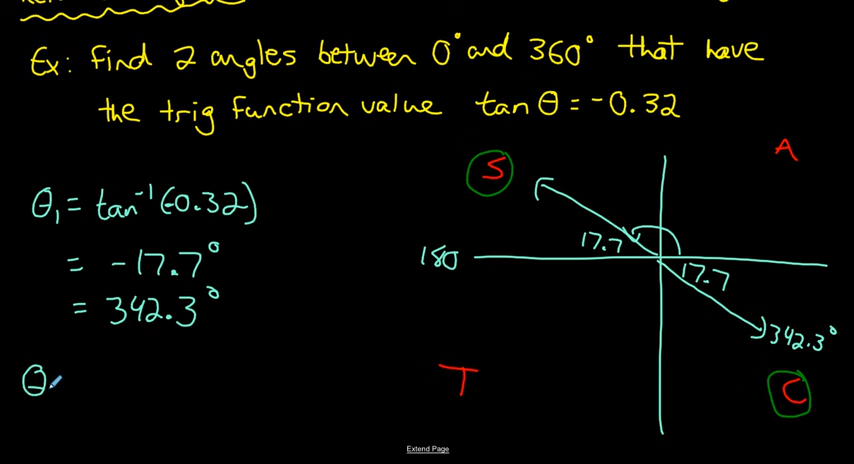 Ex: Find 2 angles between 0° and 360° that have
the trig function value tan θ = -0.32
S
A
θ₁ = tan⁻¹(-0.32)
180
17.7
17.7
= -17.7°
= 342.3°
342.3°
θ
T
C
Extend Page